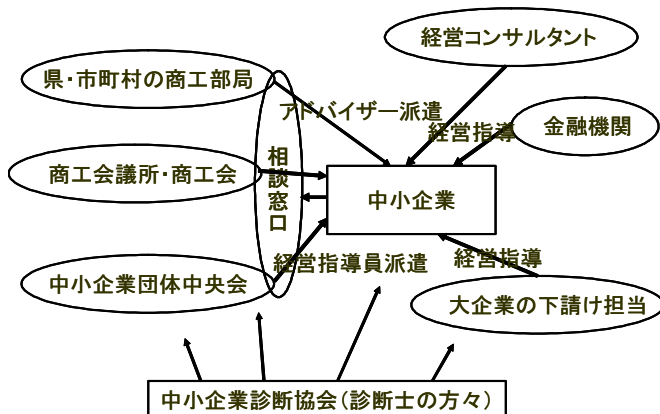 経営コンサルタント
県・市町村の商工部局
アドバイザー派遣
経営指導
金融機関
商工会議所・商工会
相談窓口
中小企業
経営指導員派遣
経営指導
中小企業団体中央会
大企業の下請け担当
中小企業診断協会(診断士の方々)